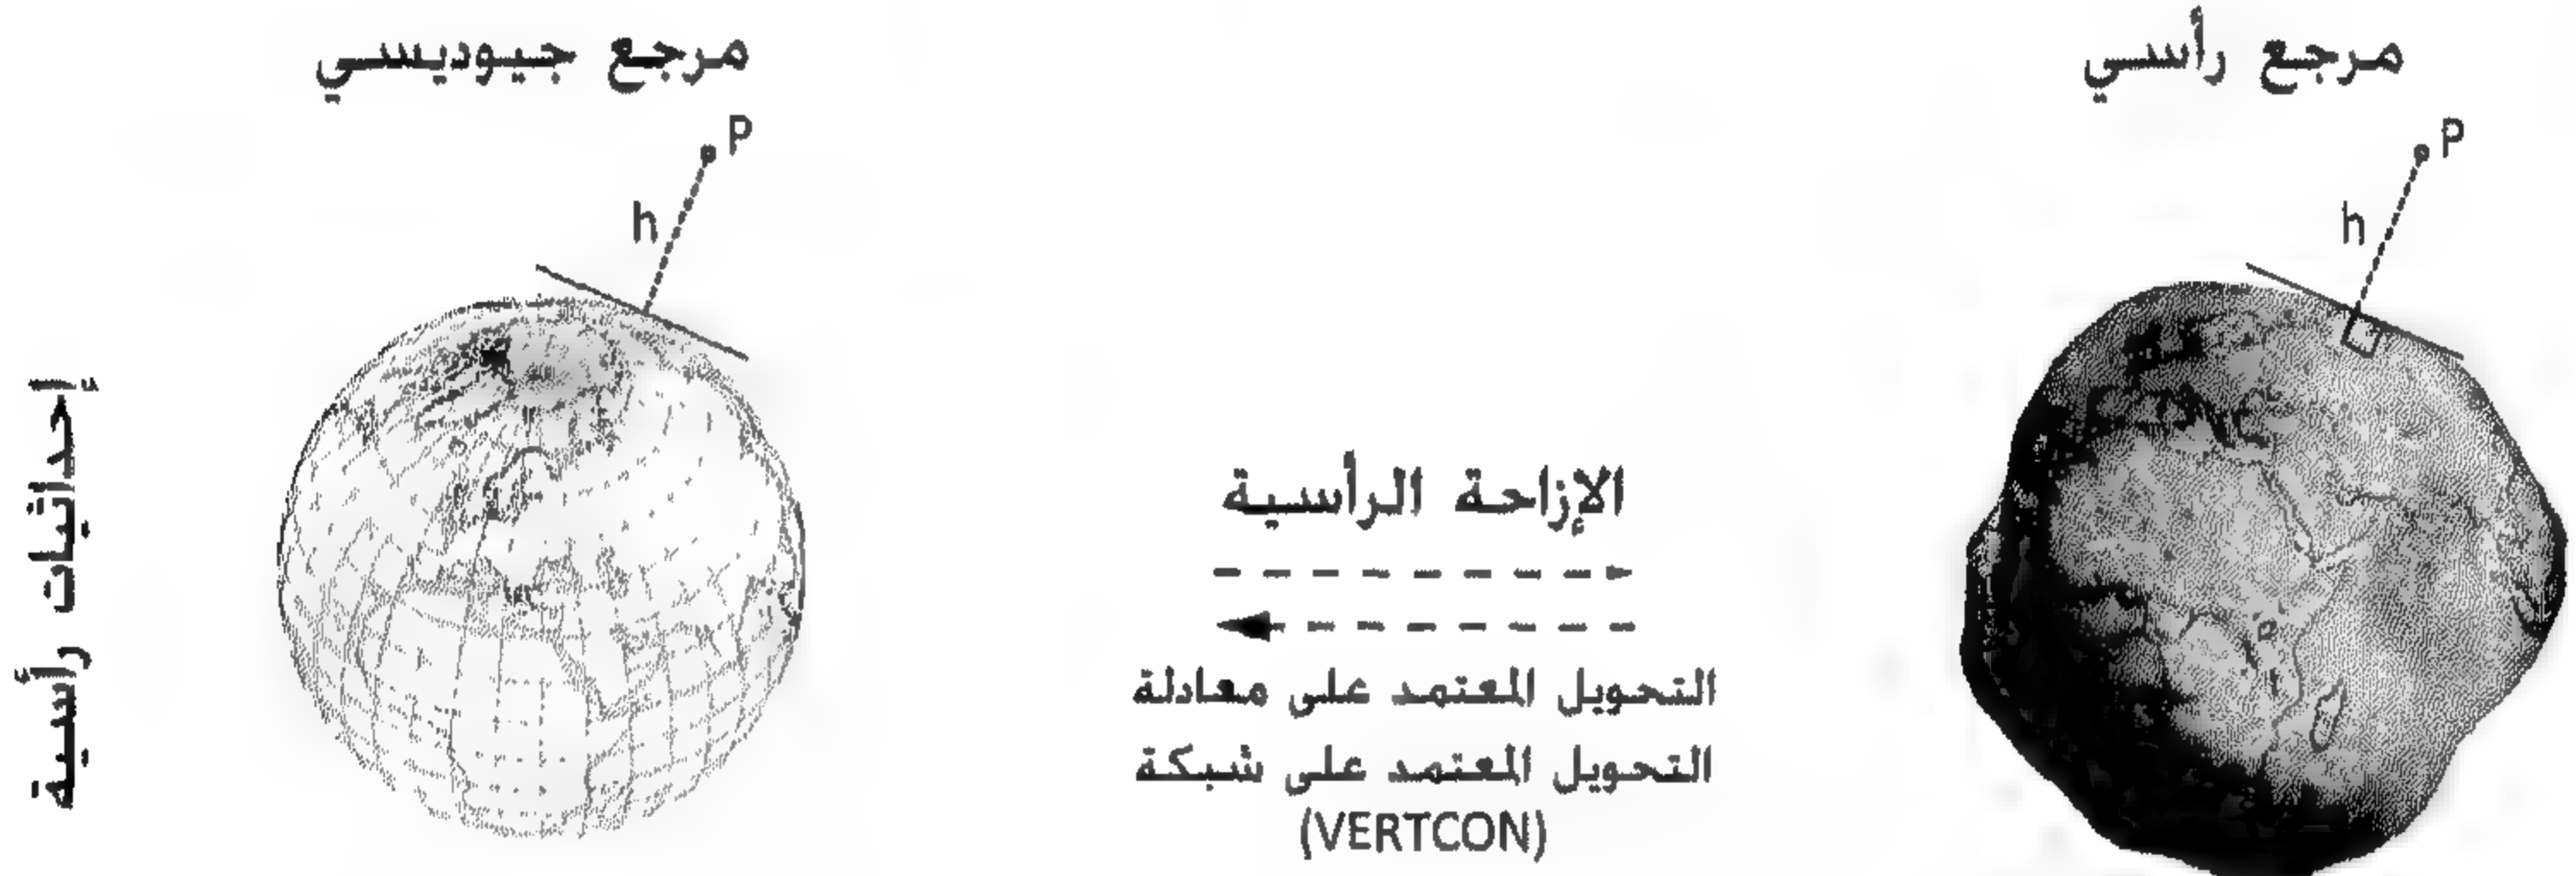 مرجع رأسي
مرجع جيوديسي
P
P
h
h
إحداثيات رأسية
الإزاحة الرأسية
التحويل المعتمد على معادلة
التحويل المعتمد على شبكة
(VERTCON)